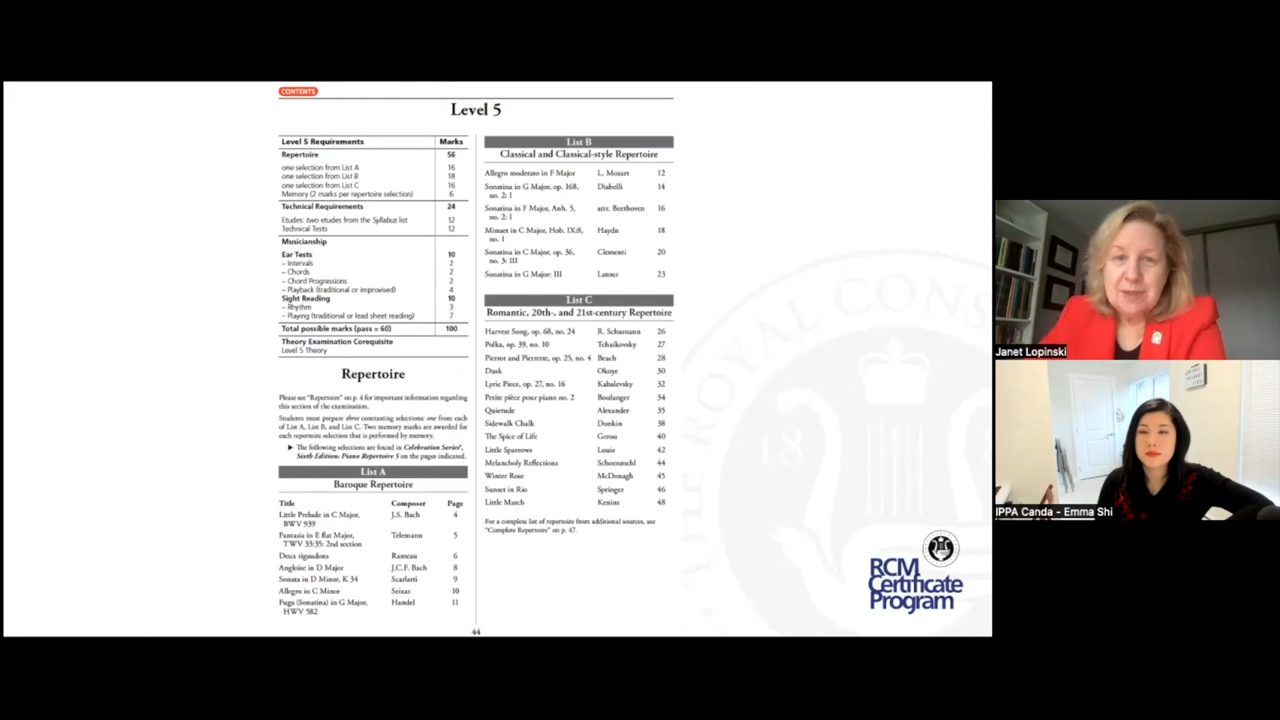 CONTENTS
Level 5
Level 5 Requirements Marks
Repertoire 56
one selection from List A 16
one selection from List B 18
one selection from List C 16
Memory (2 marks per repertoire selection) 6
Technical Requirements 24
Etudes: two etudes from the Syllabus list 12
Technical Tests 12
Musicianship
Ear Tests 10
– Intervals 2
– Chords 2
– Chord Progressions 2
– Playback (traditional or improvised) 4
Sight Reading 10
– Rhythm 3
– Playing (traditional or lead sheet reading) 7
Total possible marks (pass = 60) 100
Theory Examination Corequisite
Level 5 Theory
Repertoire
Please see "Repertoire" on p. 4 for important information regarding
this section of the examination.
Students must prepare three contrasting selections: one from each
of List A, List B, and List C. Two memory marks are awarded for
each repertoire selection that is performed by memory.
▶ The following selections are found in Celebration Series®,
Sixth Edition: Piano Repertoire 5 on the pages indicated.
List A
Baroque Repertoire
Title Composer Page
Little Prelude in C Major, J.S. Bach 4
BWV 939
Fantasia in E flat Major, Telemann 5
TWV 33:35: 2nd section
Deux rigaudons Rameau 6
Angloise in D Major J.C.F. Bach 8
Sonata in D Minor, K 34 Scarlatti 9
Allegro in C Minor Seixas 10
Fuga (Sonatina) in G Major, Handel 11
HWV 582
List B
Classical and Classical-style Repertoire
Allegro moderato in F Major L. Mozart 12
Sonatina in G Major, op. 168, Diabelli 14
no. 2: I
Sonatina in F Major, Anh. 5, attr. Beethoven 16
no. 2: I
Minuet in C Major, Hob. IX:8, Haydn 18
no. 1
Sonatina in C Major, op. 36, Clementi 20
no. 3: III
Sonatina in G Major: III Latour 23
List C
Romantic, 20th-, and 21st-century Repertoire
Harvest Song, op. 68, no. 24 R. Schumann 26
Polka, op. 39, no. 10 Tchaikovsky 27
Pierrot and Pierrette, op. 25, no. 4 Beach 28
Dusk Okoye 30
Lyric Piece, op. 27, no. 16 Kabalevsky 32
Petite pièce pour piano no. 2 Boulanger 34
Quietude Alexander 35
Sidewalk Chalk Donkin 38
The Spice of Life Gerou 40
Little Sparrows Louie 42
Melancholy Reflections Schoenmehl 44
Winter Rose McDonagh 45
Sunset in Rio Springer 46
Little March Kenins 48
For a complete list of repertoire from additional sources, see
"Complete Repertoire" on p. 47.
44
RCM
Certificate
Program
Janet Lopinski
IPPA Canda - Emma Shi